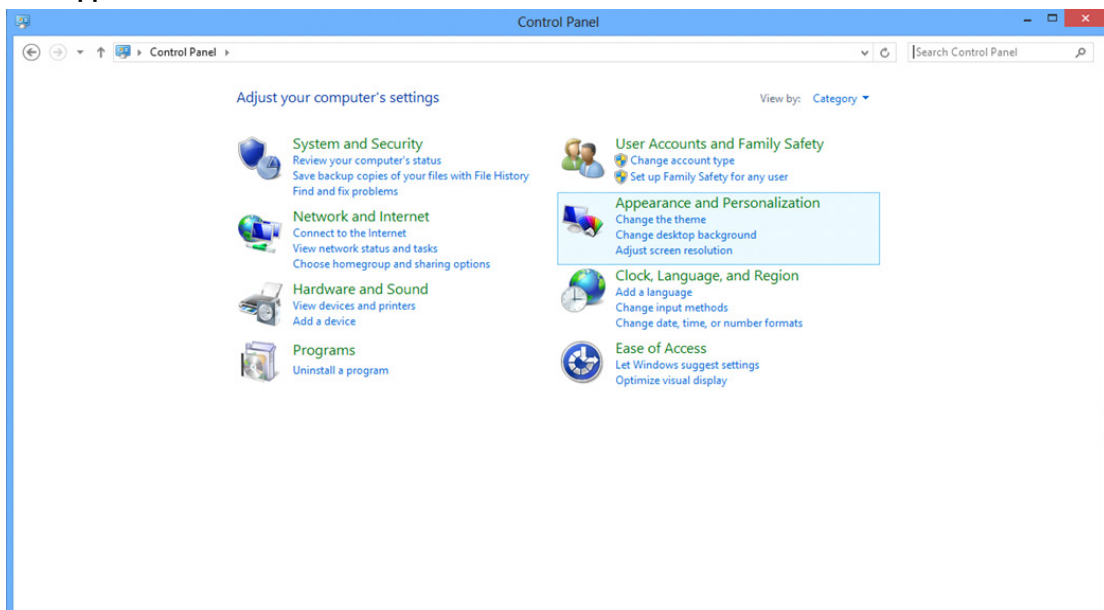 Control Panel
Control Panel
Search Control Panel
Adjust your computer's settings
View by: Category
System and Security
Review your computer's status
Save backup copies of your files with File History
Find and fix problems
Network and Internet
Connect to the Internet
View network status and tasks
Choose homegroup and sharing options
Hardware and Sound
View devices and printers
Add a device
Programs
Uninstall a program
User Accounts and Family Safety
Change account type
Set up Family Safety for any user
Appearance and Personalization
Change the theme
Change desktop background
Adjust screen resolution
Clock, Language, and Region
Add a language
Change input methods
Change date, time, or number formats
Ease of Access
Let Windows suggest settings
Optimize visual display